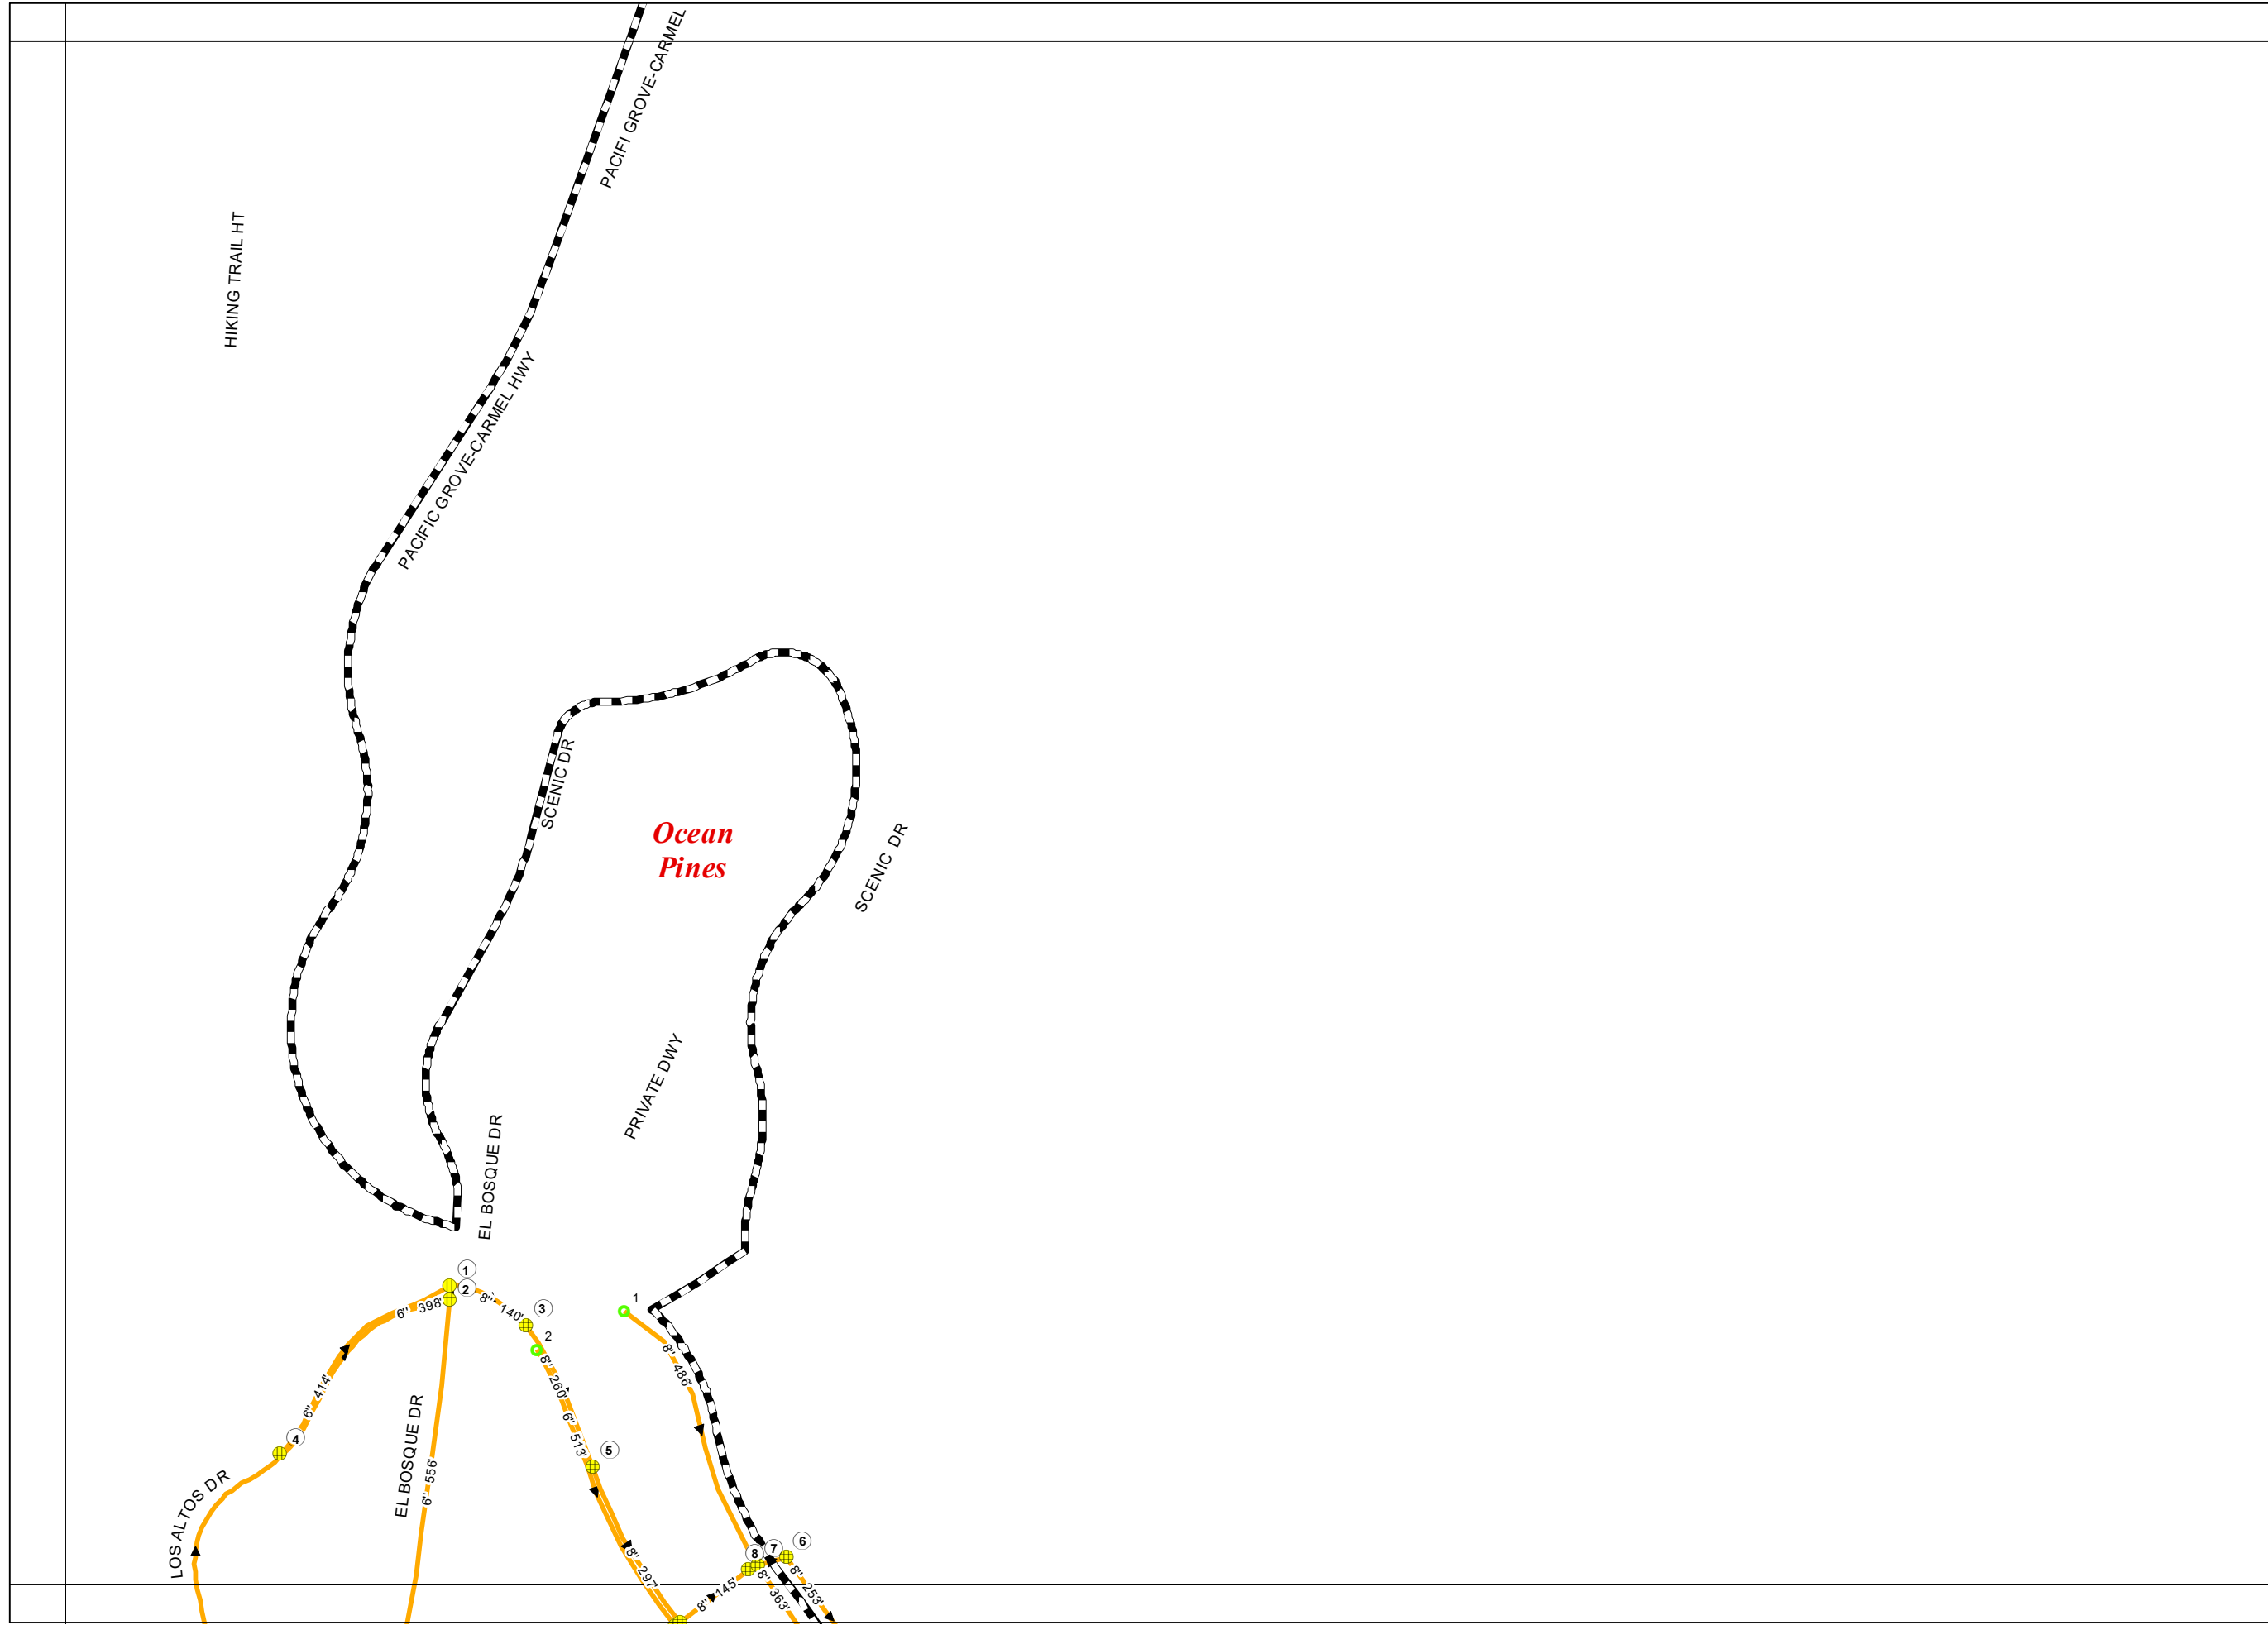 PACIFI GROVE-CARMEL
HIKING TRAIL HT
PACIFIC GROVE-CARMEL HWY
SCENIC DR
Ocean
Pines
SCENIC DR
PRIVATE DWY
EL BOSQUE DR
1
2
6" 398'
8" 140'
3
1
2
8" 260'
8" 486'
6" 414'
6" 513'
4
5
EL BOSQUE DR
6" 556'
LOS ALTOS DR
6
7
8
8" 297'
8" 145'
8" 363'
8" 253'